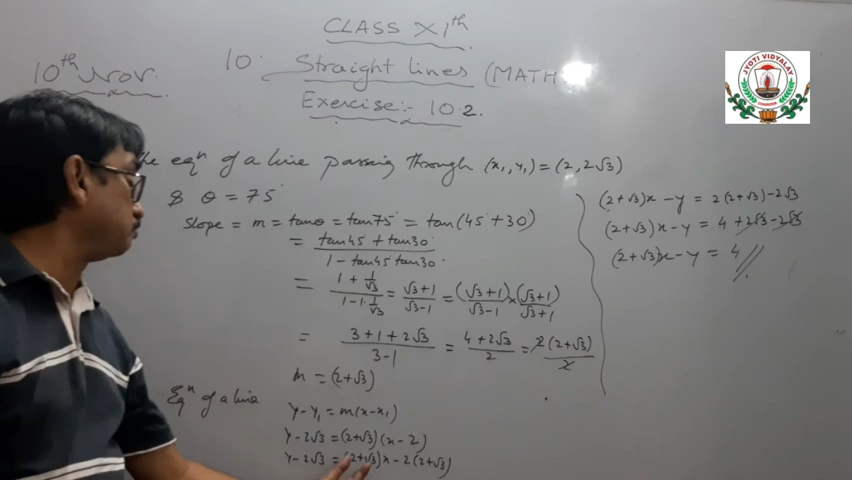 CLASS XIth
10th Nov.
10. Straight lines (MATH
Exercise:- 10.2.
the eqn of a line passing through (x₁, y₁) = (2, 2√3)
& θ = 75°
Slope = m = tanθ = tan75° = tan(45° + 30°)
= tan45 + tan30 / 1 - tan45 tan30
= 1 + 1/√3 / 1 - 1·1/√3 = √3+1 / √3-1 = (√3+1)/√3-1 × (√3+1)/√3+1
= 3+1+2√3 / 3-1 = 4+2√3 / 2 = 2(2+√3) / 2
m = (2+√3)
Eqn of a line
y - y₁ = m(x - x₁)
y - 2√3 = (2+√3)(x - 2)
y - 2√3 = (2+√3)x - 2(2+√3)
(2+√3)x - y = 2(2+√3) - 2√3
(2+√3)x - y = 4 + 2√3 - 2√3
(2+√3)x - y = 4 //
JYOTI VIDYALAY